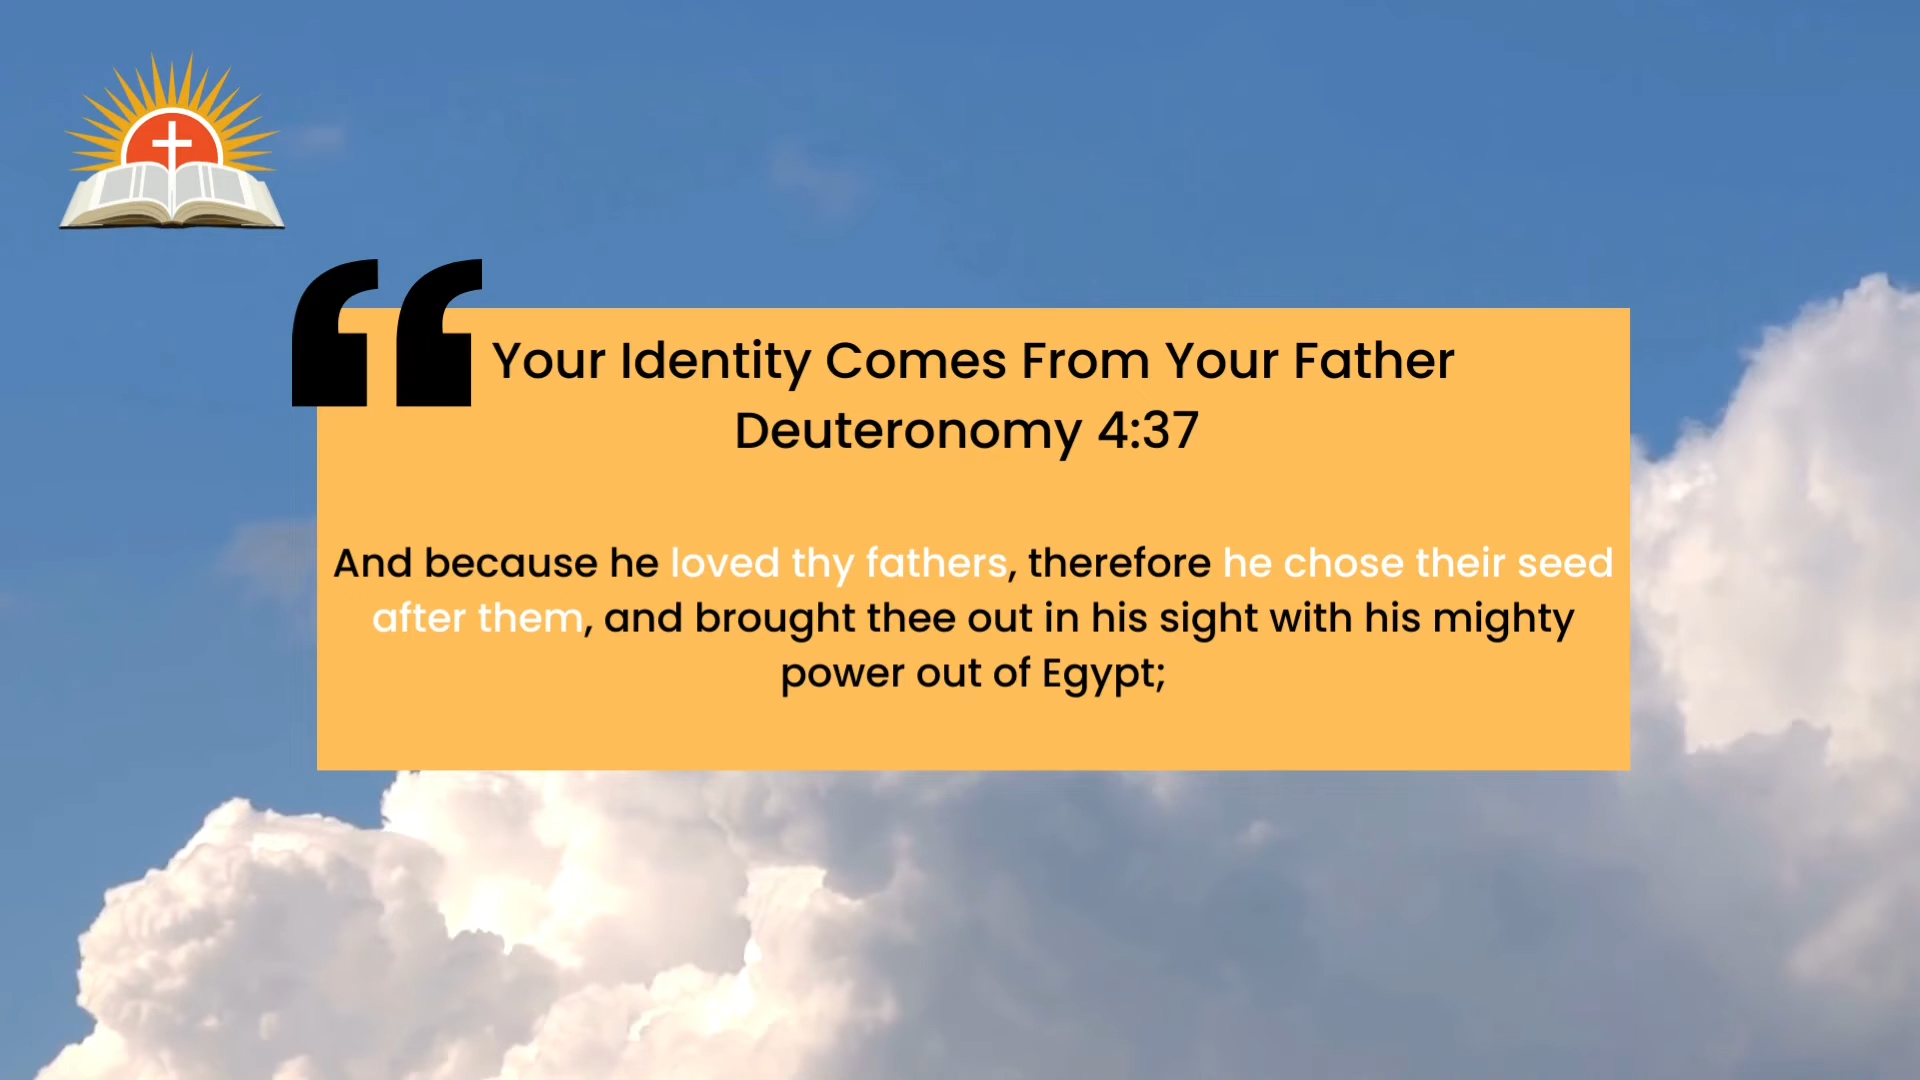 Your Identity Comes From Your Father
Deuteronomy 4:37
And because he loved thy fathers, therefore he chose their seed
after them, and brought thee out in his sight with his mighty
power out of Egypt;